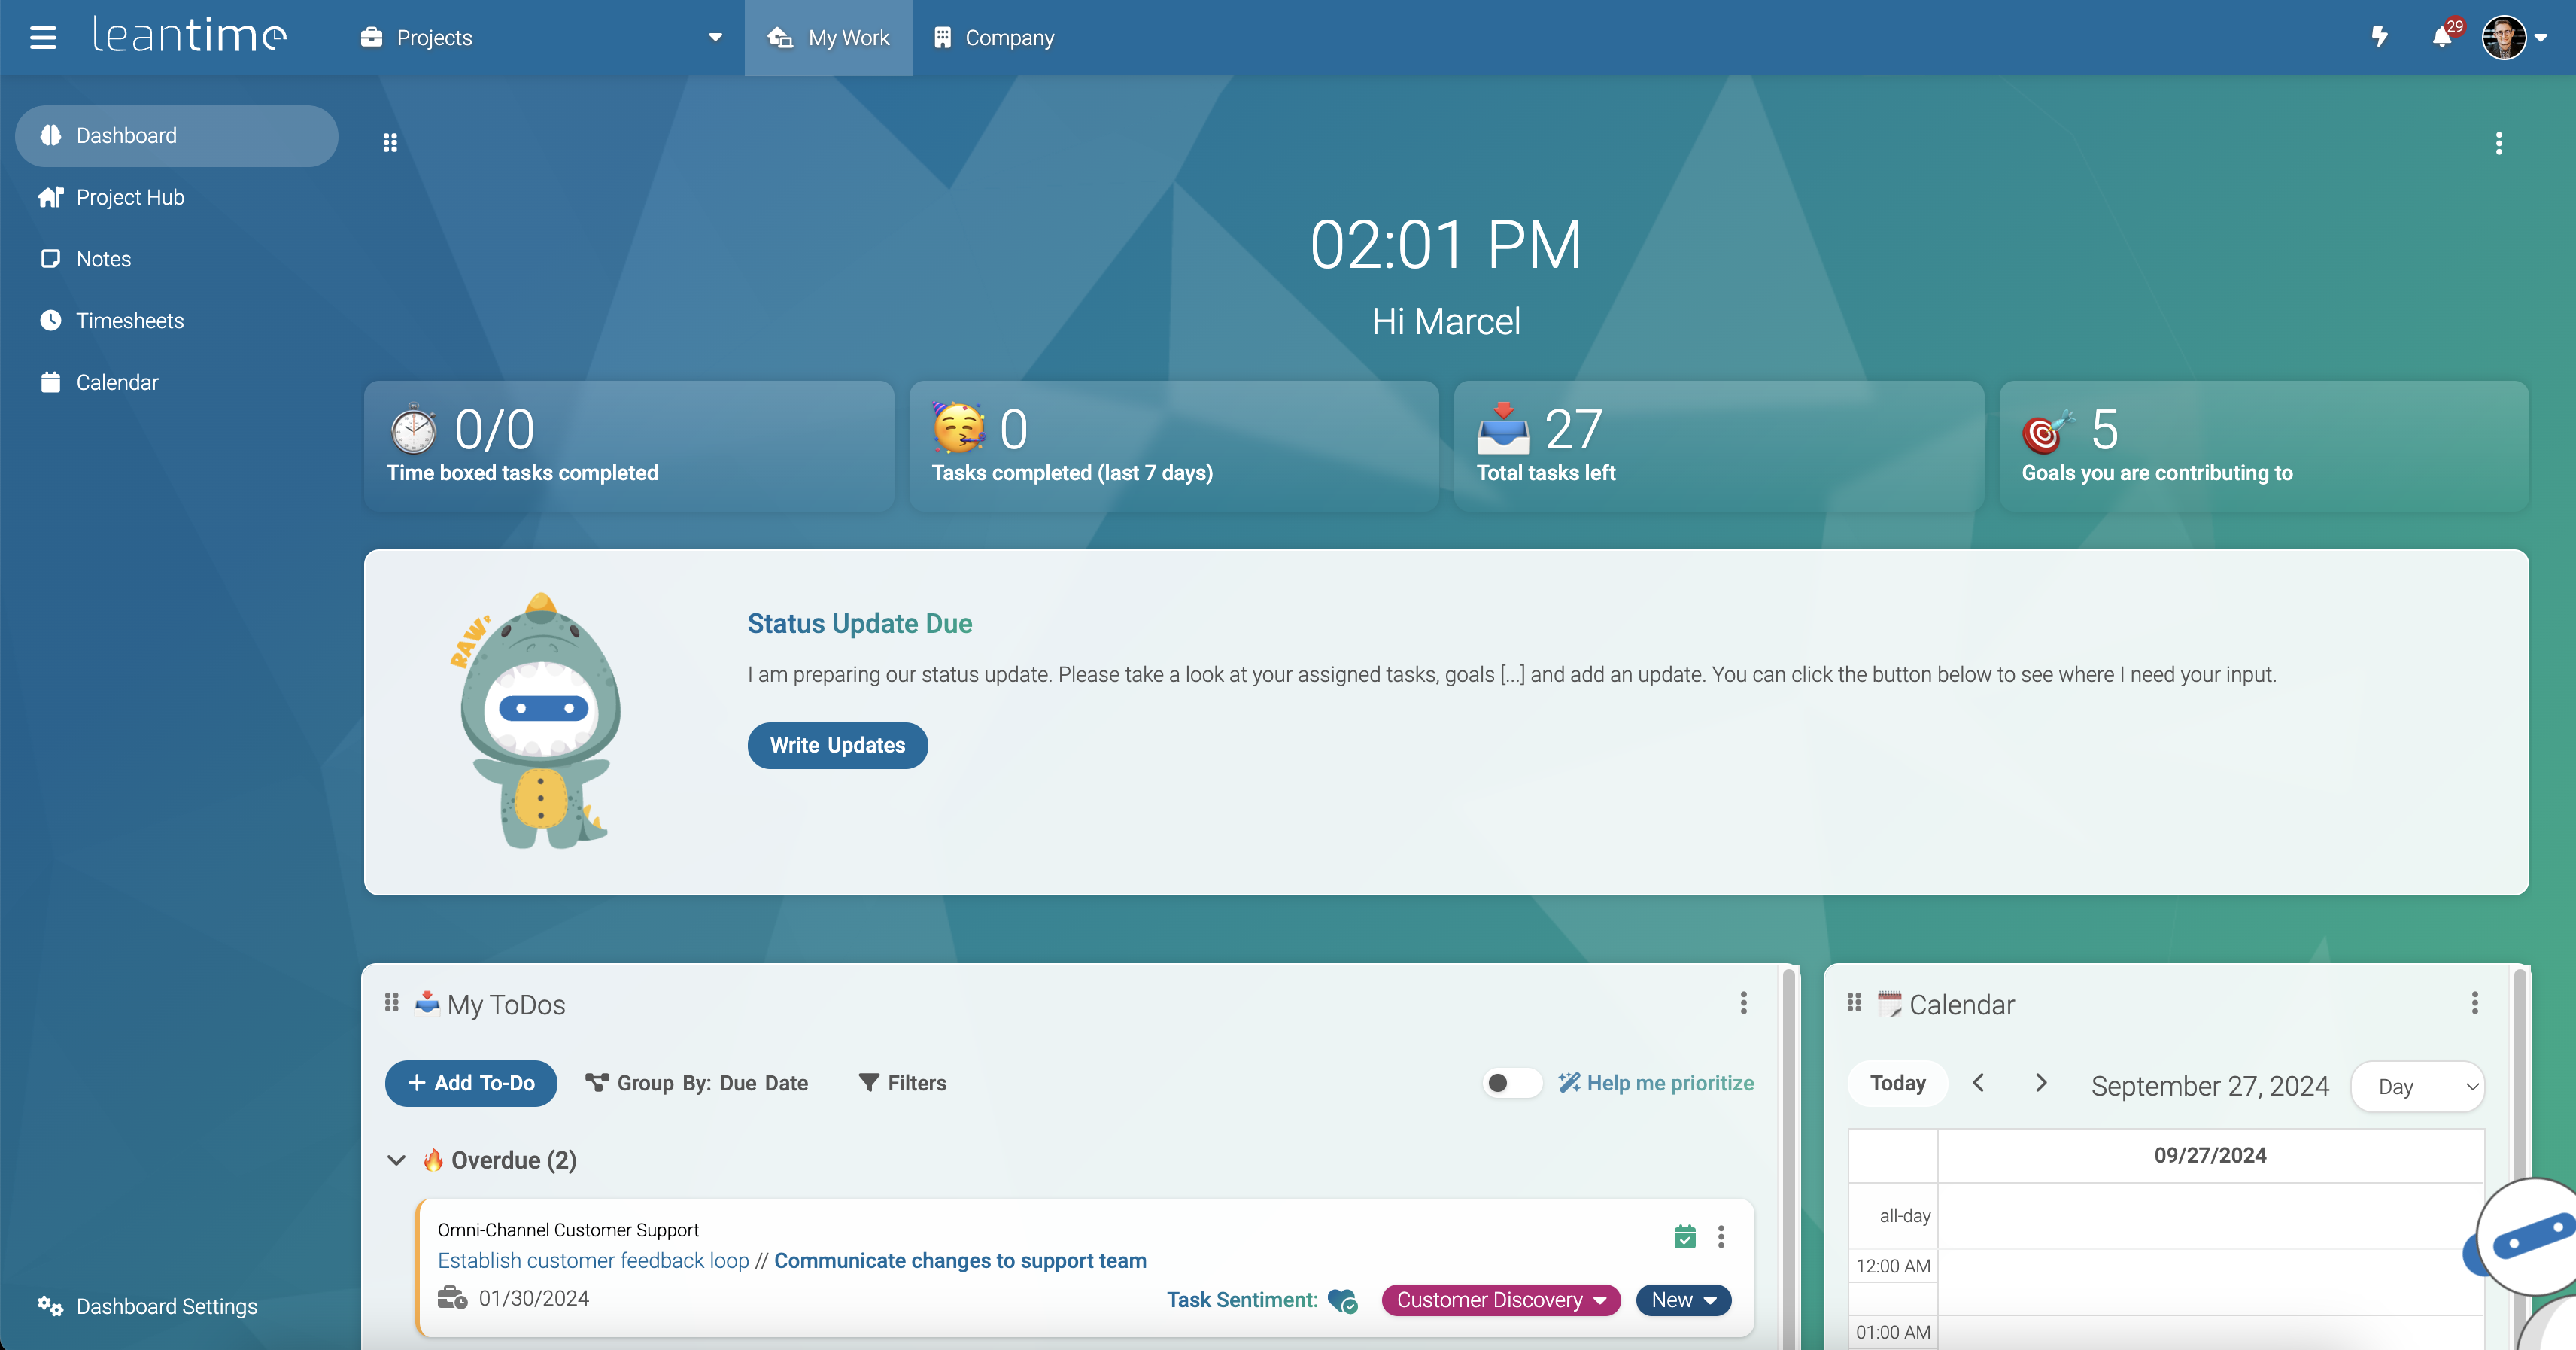 leantime
Projects
My Work
Company
29
Dashboard
Project Hub
Notes
Timesheets
Calendar
Dashboard Settings
02:01 PM
Hi Marcel
0/0
Time boxed tasks completed
0
Tasks completed (last 7 days)
27
Total tasks left
5
Goals you are contributing to
RAW,
Status Update Due
I am preparing our status update. Please take a look at your assigned tasks, goals [...] and add an update. You can click the button below to see where I need your input.
Write Updates
My ToDos
+ Add To-Do
Group By: Due Date
Filters
Help me prioritize
Overdue (2)
Omni-Channel Customer Support
Establish customer feedback loop // Communicate changes to support team
01/30/2024
Task Sentiment:
Customer Discovery
New
Calendar
Today
September 27, 2024
Day
09/27/2024
all-day
12:00 AM
01:00 AM